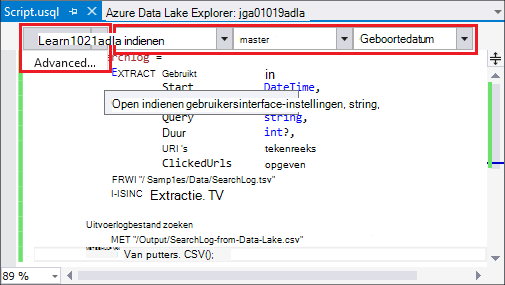 Script.usql Azure Data Lake Explorer: jga01019adla
Learn1021adla indienen master Geboortedatum
Advanced...
archlog =
EXTRACT Gebruikt in
Start DateTime,
Open indienen gebruikersinterface-instellingen, string,
Query string,
Duur int?,
URI 's tekenreeks
ClickedUrls opgeven
FRWI "/ Samp1es/Data/SearchLog.tsv"
I-ISINC Extractie. TV
Uitvoerlogbestand zoeken
MET "/Output/SearchLog-from-Data-Lake.csv"
Van putters. CSV();
89 %